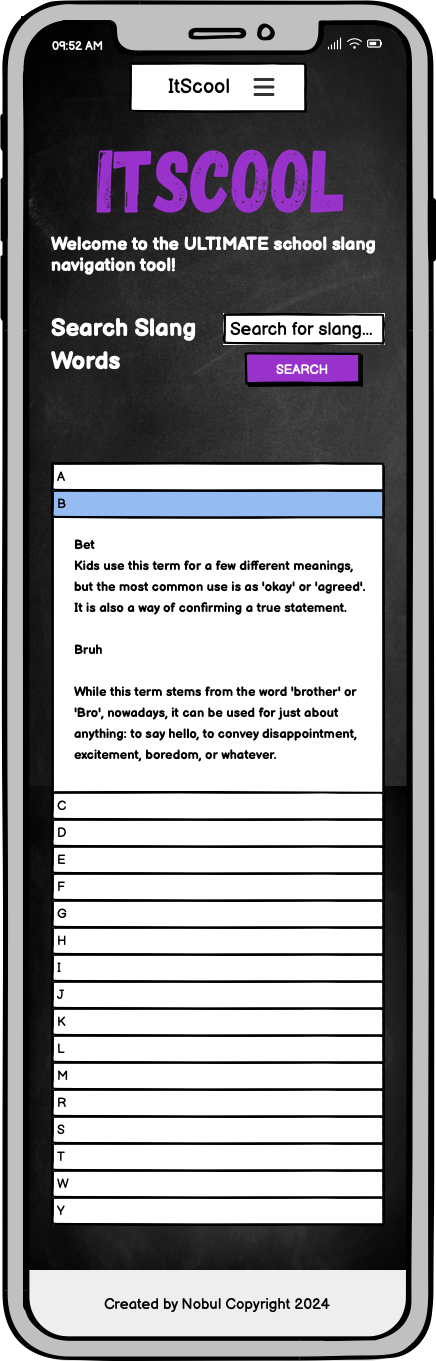 09:52 AM
ItScool
ITSCOOL
Welcome to the ULTIMATE school slang
navigation tool!
Search Slang
Words
Search for slang...
SEARCH
A
B
Bet
Kids use this term for a few different meanings,
but the most common use is as 'okay' or 'agreed'.
It is also a way of confirming a true statement.
Bruh
While this term stems from the word 'brother' or
'Bro', nowadays, it can be used for just about
anything: to say hello, to convey disappointment,
excitement, boredom, or whatever.
C
D
E
F
G
H
I
J
K
L
M
R
S
T
W
Y
Created by Nobul Copyright 2024